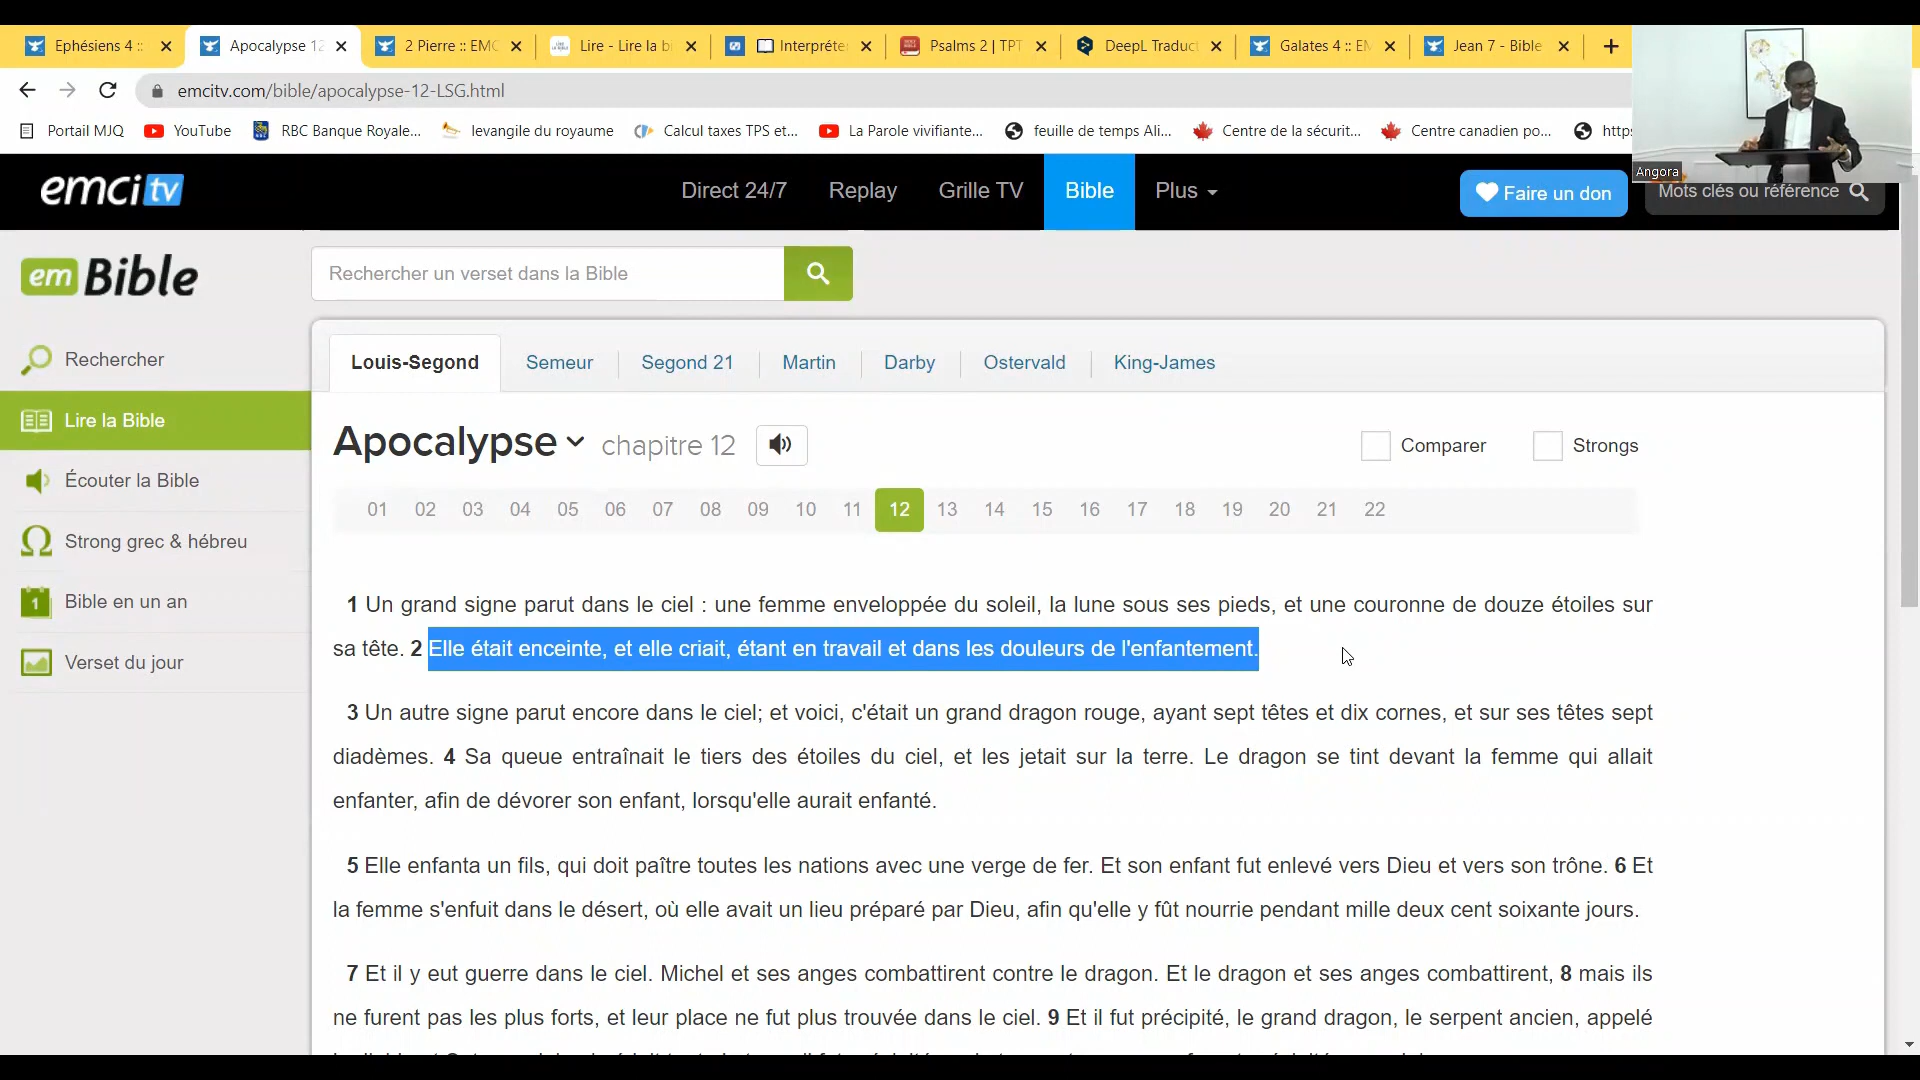 Ephésiens 4 ::
Apocalypse 12
2 Pierre :: EMC
Lire - Lire la bi
Interpréte
Psalms 2 | TPT
DeepL Traduct
Galates 4 :: EM
Jean 7 - Bible
emcitv.com/bible/apocalypse-12-LSG.html
Portail MJQ
YouTube
RBC Banque Royale...
levangile du royaume
Calcul taxes TPS et...
La Parole vivifiante...
feuille de temps Ali...
Centre de la sécurit...
Centre canadien po...
https
Angora
emci tv
Direct 24/7
Replay
Grille TV
Bible
Plus
Faire un don
Mots clés ou référence
em Bible
Rechercher un verset dans la Bible
Rechercher
Lire la Bible
Écouter la Bible
Strong grec & hébreu
1
Bible en un an
Verset du jour
Louis-Segond
Semeur
Segond 21
Martin
Darby
Ostervald
King-James
Apocalypse chapitre 12
Comparer
Strongs
01 02 03 04 05 06 07 08 09 10 11 12 13 14 15 16 17 18 19 20 21 22
1 Un grand signe parut dans le ciel : une femme enveloppée du soleil, la lune sous ses pieds, et une couronne de douze étoiles sur
sa tête. 2 Elle était enceinte, et elle criait, étant en travail et dans les douleurs de l'enfantement.
3 Un autre signe parut encore dans le ciel; et voici, c'était un grand dragon rouge, ayant sept têtes et dix cornes, et sur ses têtes sept
diadèmes. 4 Sa queue entraînait le tiers des étoiles du ciel, et les jetait sur la terre. Le dragon se tint devant la femme qui allait
enfanter, afin de dévorer son enfant, lorsqu'elle aurait enfanté.
5 Elle enfanta un fils, qui doit paître toutes les nations avec une verge de fer. Et son enfant fut enlevé vers Dieu et vers son trône. 6 Et
la femme s'enfuit dans le désert, où elle avait un lieu préparé par Dieu, afin qu'elle y fût nourrie pendant mille deux cent soixante jours.
7 Et il y eut guerre dans le ciel. Michel et ses anges combattirent contre le dragon. Et le dragon et ses anges combattirent, 8 mais ils
ne furent pas les plus forts, et leur place ne fut plus trouvée dans le ciel. 9 Et il fut précipité, le grand dragon, le serpent ancien, appelé